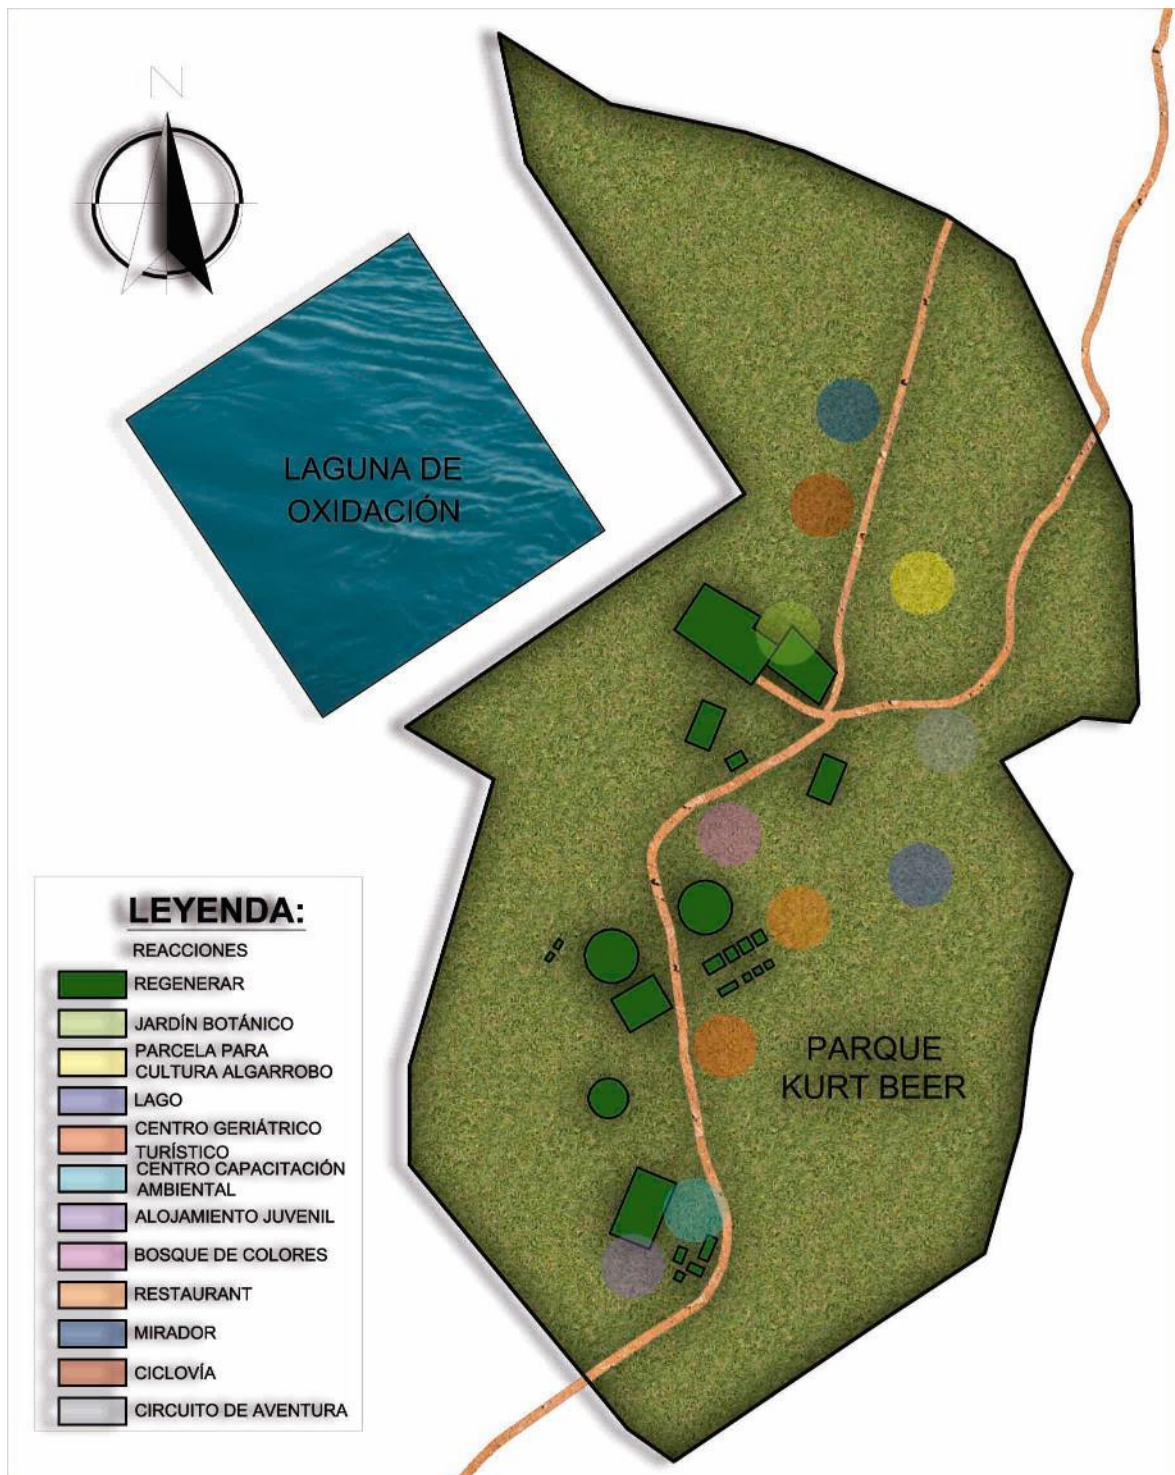 N
LAGUNA DE
OXIDACIÓN
PARQUE
KURT BEER
LEYENDA:
REACCIONES
REGENERAR
JARDÍN BOTÁNICO
PARCELA PARA
CULTURA ALGARROBO
LAGO
CENTRO GERIÁTRICO
TURÍSTICO
CENTRO CAPACITACIÓN
AMBIENTAL
ALOJAMIENTO JUVENIL
BOSQUE DE COLORES
RESTAURANT
MIRADOR
CICLOVÍA
CIRCUITO DE AVENTURA